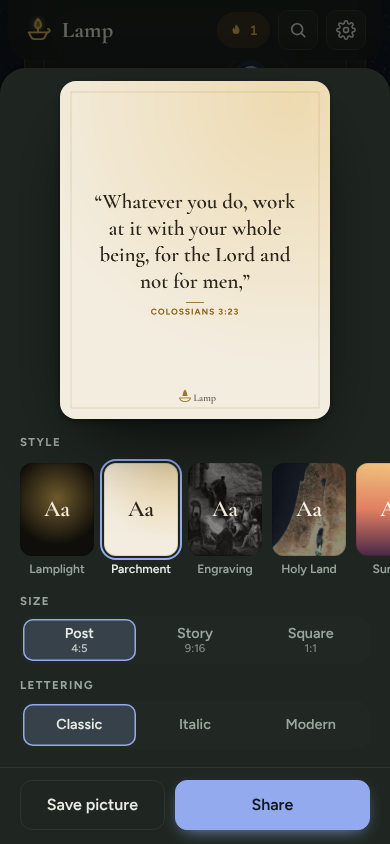 Lamp
1
“Whatever you do, work
at it with your whole
being, for the Lord and
not for men,”
COLOSSIANS 3:23
Lamp
STYLE
Aa
Aa
Aa
Aa
Lamplight
Parchment
Engraving
Holy Land
SIZE
Post
4:5
Story
9:16
Square
1:1
LETTERING
Classic
Italic
Modern
Save picture
Share